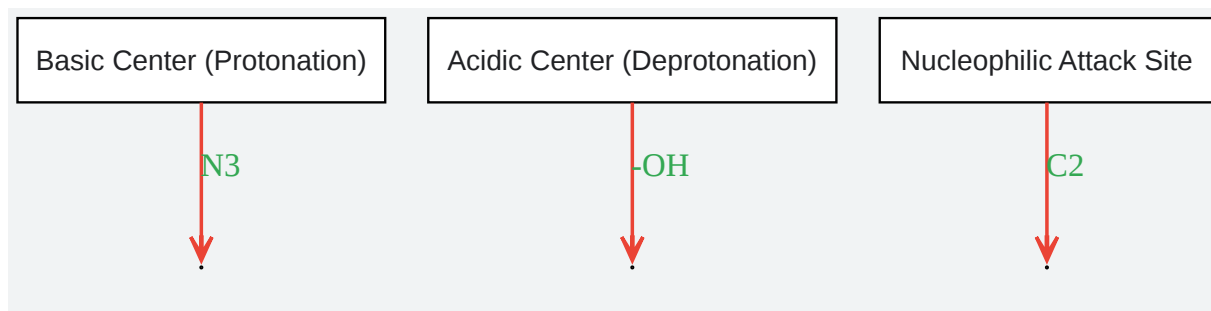 Basic Center (Protonation)
Acidic Center (Deprotonation)
Nucleophilic Attack Site
N3
-OH
C2